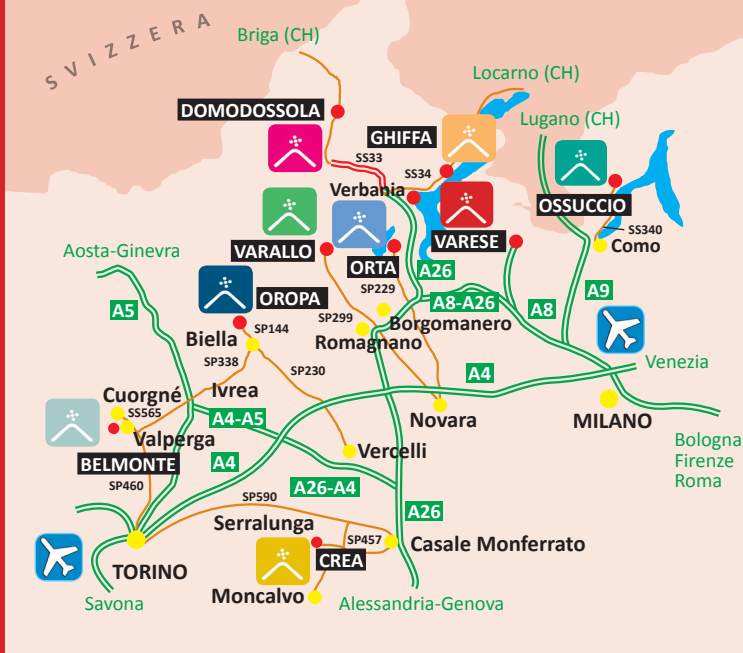 SVIZZERA
Briga (CH)
Locarno (CH)
DOMODOSSOLA
Lugano (CH)
GHIFFA
SS33
SS34
Verbania
OSSUCCIO
VARESE
SS340
Como
Aosta-Ginevra
VARALLO
ORTA
A26
SP229
A5
OROPA
A8-A26
A8
A9
SP299
Borgomanero
SP144
Biella
Romagnano
SP338
SP230
Venezia
A4
Cuorgné
Ivrea
SS565
A4-A5
Novara
MILANO
Valperga
Bologna
Firenze
Roma
BELMONTE
A4
Vercelli
SP460
A26-A4
SP590
A26
Serralunga
SP457
Casale Monferrato
CREA
TORINO
Moncalvo
Savona
Alessandria-Genova